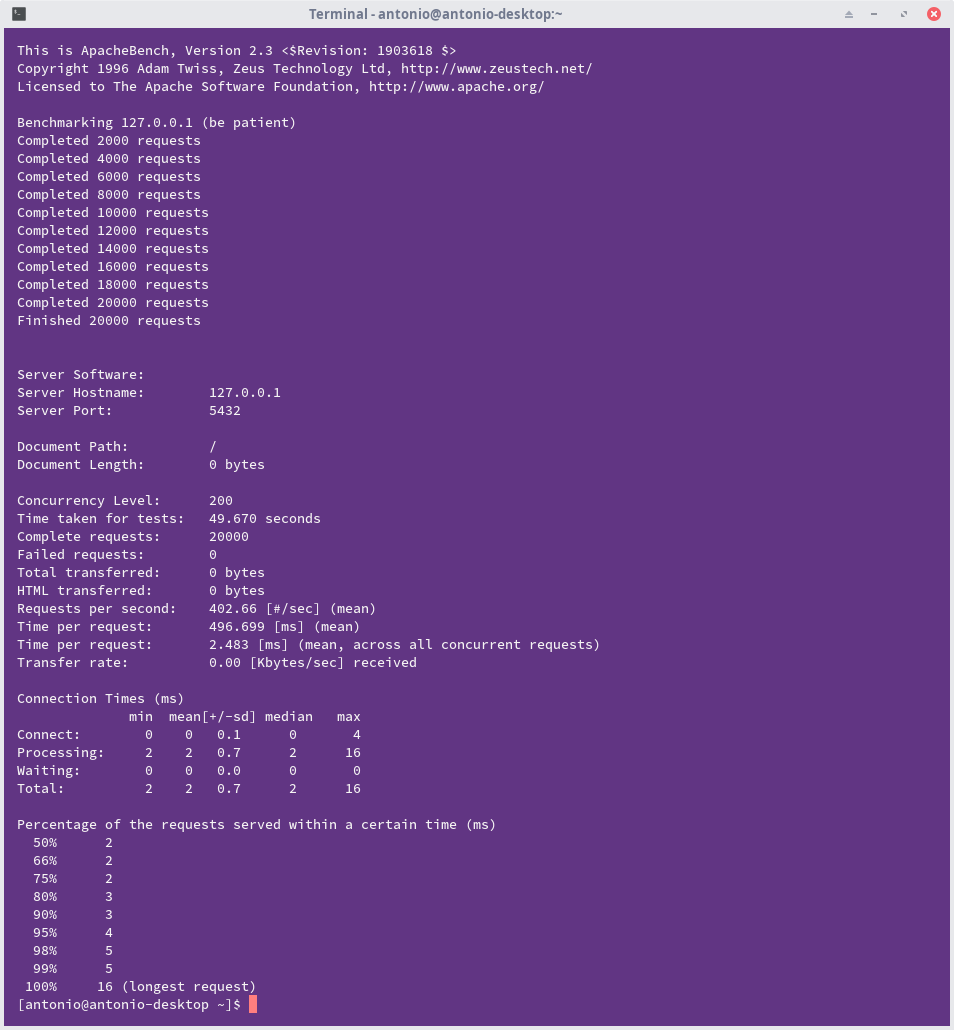 Terminal - antonio@antonio-desktop:~
This is ApacheBench, Version 2.3 <$Revision: 1903618 $>
Copyright 1996 Adam Twiss, Zeus Technology Ltd, http://www.zeustech.net/
Licensed to The Apache Software Foundation, http://www.apache.org/

Benchmarking 127.0.0.1 (be patient)
Completed 2000 requests
Completed 4000 requests
Completed 6000 requests
Completed 8000 requests
Completed 10000 requests
Completed 12000 requests
Completed 14000 requests
Completed 16000 requests
Completed 18000 requests
Completed 20000 requests
Finished 20000 requests


Server Software:
Server Hostname:        127.0.0.1
Server Port:            5432

Document Path:          /
Document Length:        0 bytes

Concurrency Level:      200
Time taken for tests:   49.670 seconds
Complete requests:      20000
Failed requests:        0
Total transferred:      0 bytes
HTML transferred:       0 bytes
Requests per second:    402.66 [#/sec] (mean)
Time per request:       496.699 [ms] (mean)
Time per request:       2.483 [ms] (mean, across all concurrent requests)
Transfer rate:          0.00 [Kbytes/sec] received

Connection Times (ms)
              min  mean[+/-sd] median   max
Connect:        0    0   0.1      0       4
Processing:     2    2   0.7      2      16
Waiting:        0    0   0.0      0       0
Total:          2    2   0.7      2      16

Percentage of the requests served within a certain time (ms)
  50%      2
  66%      2
  75%      2
  80%      3
  90%      3
  95%      4
  98%      5
  99%      5
 100%     16 (longest request)
[antonio@antonio-desktop ~]$